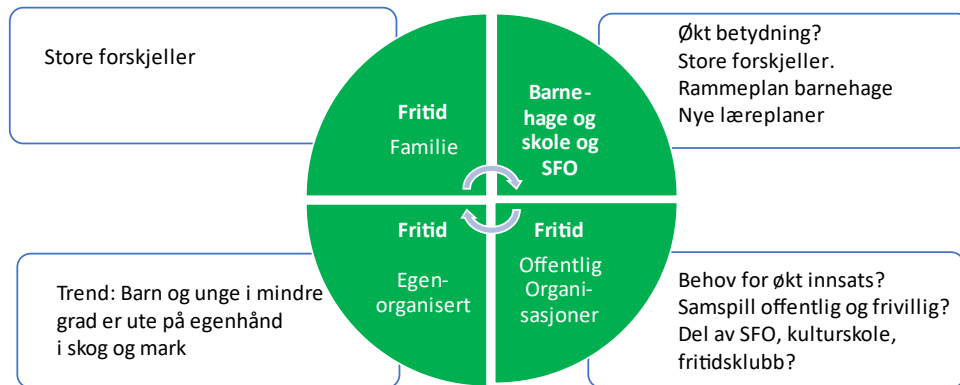 Store forskjeller
Økt betydning?
Store forskjeller.
Rammeplan barnehage
Nye læreplaner
Fritid
Familie
Barne-
hage og
skole og
SFO
Fritid
Egen-
organisert
Fritid
Offentlig
Organi-
sasjoner
Trend: Barn og unge i mindre
grad er ute på egenhånd
i skog og mark
Behov for økt innsats?
Samspill offentlig og frivillig?
Del av SFO, kulturskole,
fritidsklubb?